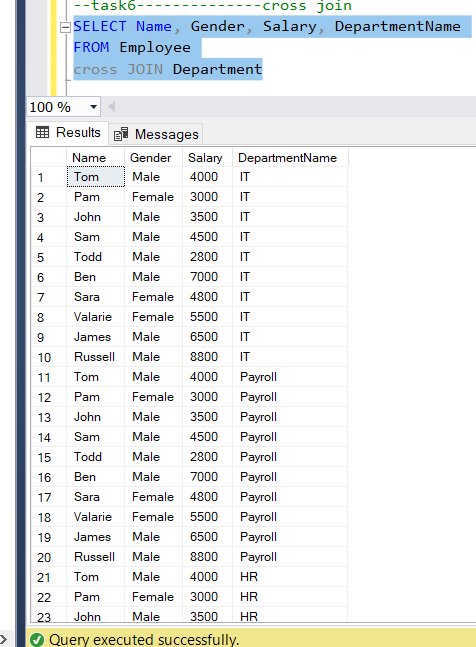 --task6--------------cross join
SELECT Name, Gender, Salary, DepartmentName
FROM Employee
cross JOIN Department
100 %
Results Messages
Name Gender Salary DepartmentName
1 Tom Male 4000 IT
2 Pam Female 3000 IT
3 John Male 3500 IT
4 Sam Male 4500 IT
5 Todd Male 2800 IT
6 Ben Male 7000 IT
7 Sara Female 4800 IT
8 Valarie Female 5500 IT
9 James Male 6500 IT
10 Russell Male 8800 IT
11 Tom Male 4000 Payroll
12 Pam Female 3000 Payroll
13 John Male 3500 Payroll
14 Sam Male 4500 Payroll
15 Todd Male 2800 Payroll
16 Ben Male 7000 Payroll
17 Sara Female 4800 Payroll
18 Valarie Female 5500 Payroll
19 James Male 6500 Payroll
20 Russell Male 8800 Payroll
21 Tom Male 4000 HR
22 Pam Female 3000 HR
23 John Male 3500 HR
Query executed successfully.